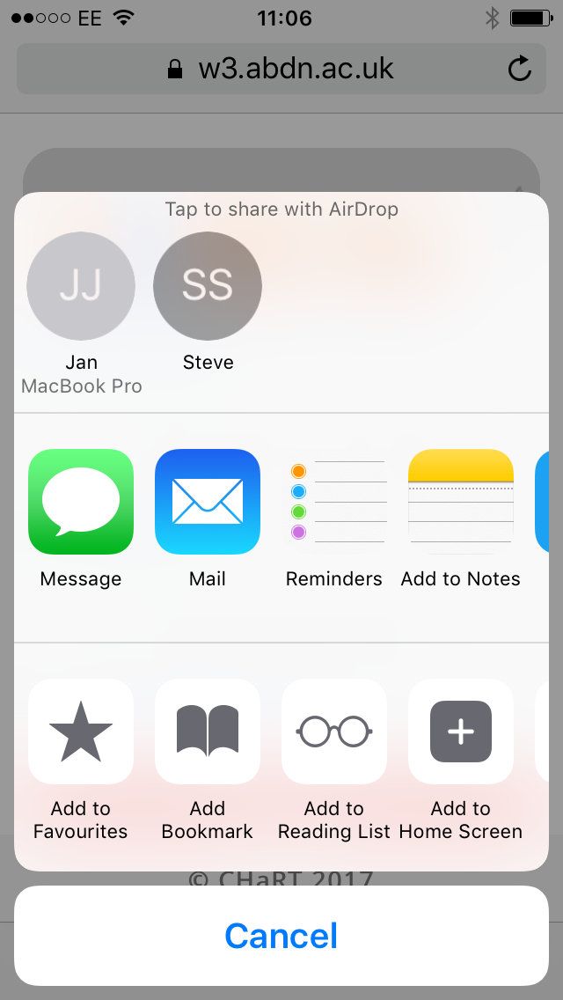 EE 11:06
w3.abdn.ac.uk
Tap to share with AirDrop
JJ SS
Jan Steve
MacBook Pro
Message Mail Reminders Add to Notes
Add to Add Add to Add to
Favourites Bookmark Reading List Home Screen
© CHaRT 2017
Cancel